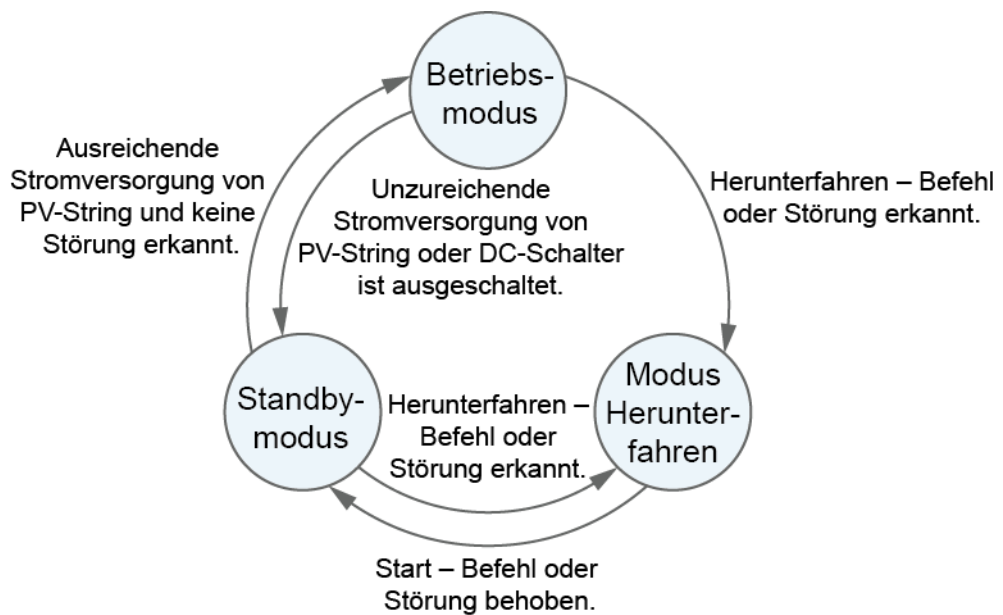 Betriebs-
modus
Ausreichende
Stromversorgung von
PV-String und keine
Störung erkannt.
Unzureichende
Stromversorgung von
PV-String oder DC-Schalter
ist ausgeschaltet.
Herunterfahren – Befehl
oder Störung erkannt.
Standby-
modus
Herunterfahren –
Befehl oder
Störung erkannt.
Modus
Herunter-
fahren
Start – Befehl oder
Störung behoben.